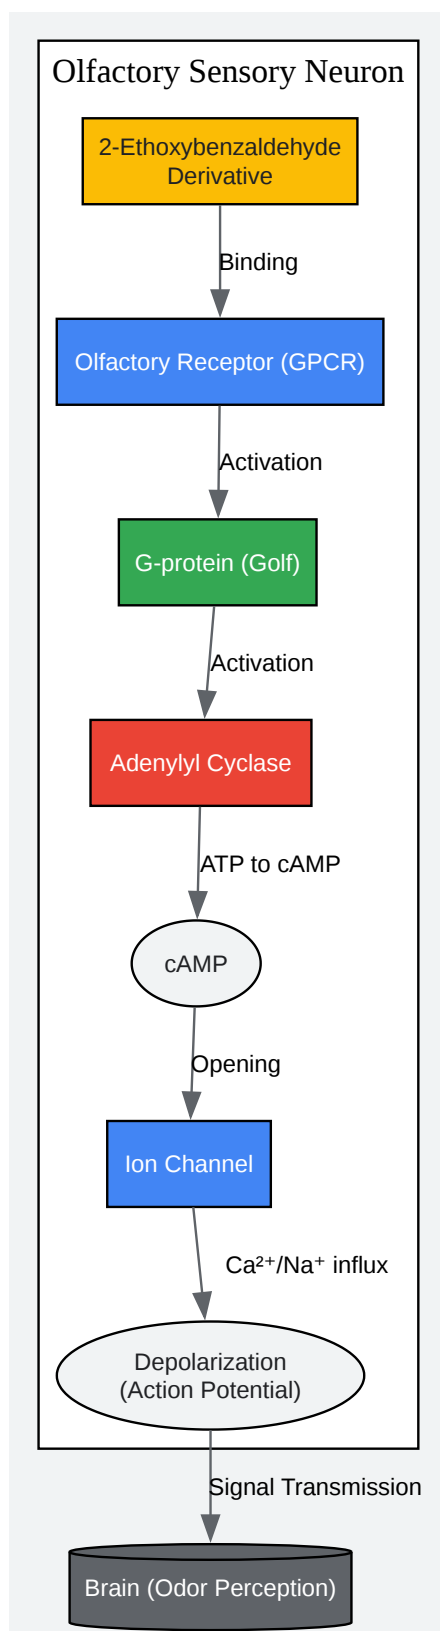 Olfactory Sensory Neuron
2-Ethoxybenzaldehyde
Derivative
Binding
Olfactory Receptor (GPCR)
Activation
G-protein (Golf)
Activation
Adenylyl Cyclase
ATP to cAMP
cAMP
Opening
Ion Channel
Ca²⁺/Na⁺ influx
Depolarization
(Action Potential)
Signal Transmission
Brain (Odor Perception)